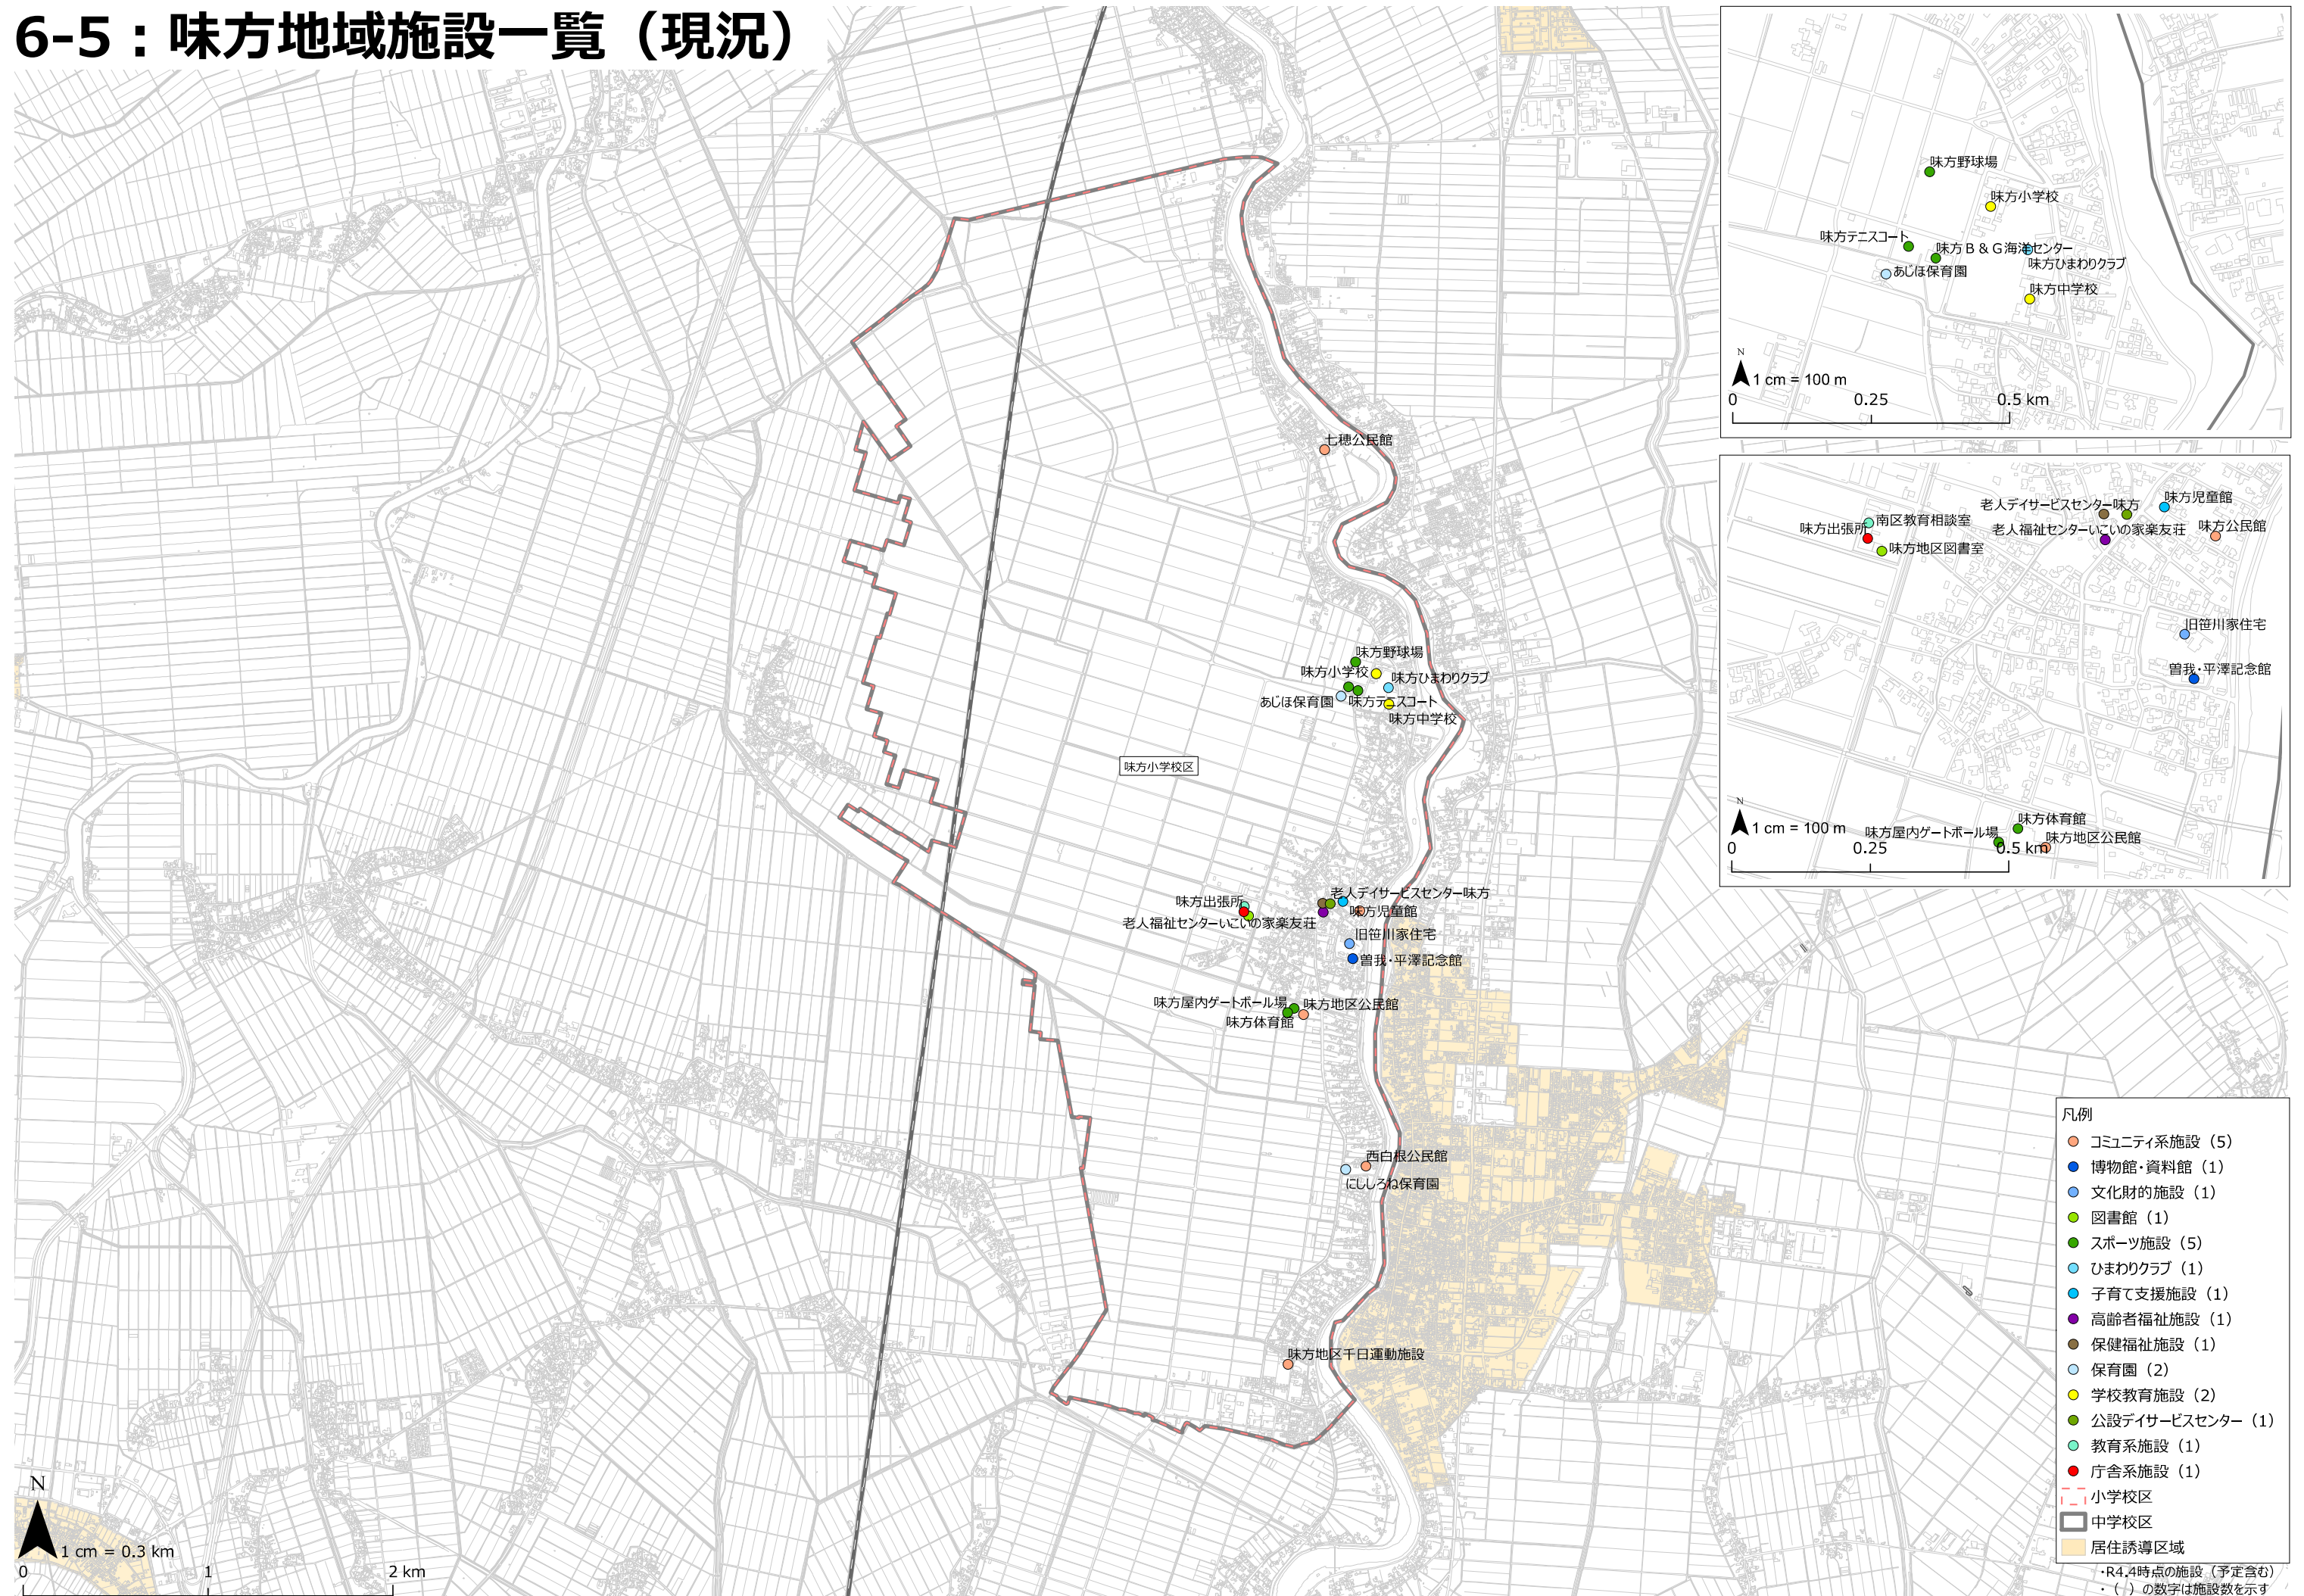 6-5：味方地域施設一覧（現況）
七穂公民館
味方野球場
味方小学校
味方ひまわりクラブ
あじほ保育園
味方テニスコート
味方中学校
味方小学校区
老人デイサービスセンター味方
味方出張所
味方児童館
老人福祉センターいこいの家楽友荘
旧笹川家住宅
曽我・平澤記念館
味方屋内ゲートボール場
味方地区公民館
味方体育館
西白根公民館
にししろね保育園
味方地区千日運動施設
N
1 cm = 0.3 km
0 1 2 km
味方野球場
味方小学校
味方テニスコート
味方Ｂ＆Ｇ海洋センター
味方ひまわりクラブ
あじほ保育園
味方中学校
N
1 cm = 100 m
0 0.25 0.5 km
味方児童館
老人デイサービスセンター味方
南区教育相談室
味方出張所
老人福祉センターいこいの家楽友荘
味方公民館
味方地区図書室
旧笹川家住宅
曽我・平澤記念館
味方体育館
味方屋内ゲートボール場
味方地区公民館
N
1 cm = 100 m
0 0.25 0.5 km
凡例
コミュニティ系施設（5）
博物館・資料館（1）
文化財的施設（1）
図書館（1）
スポーツ施設（5）
ひまわりクラブ（1）
子育て支援施設（1）
高齢者福祉施設（1）
保健福祉施設（1）
保育園（2）
学校教育施設（2）
公設デイサービスセンター（1）
教育系施設（1）
庁舎系施設（1）
小学校区
中学校区
居住誘導区域
・R4.4時点の施設（予定含む）
・（ ）の数字は施設数を示す